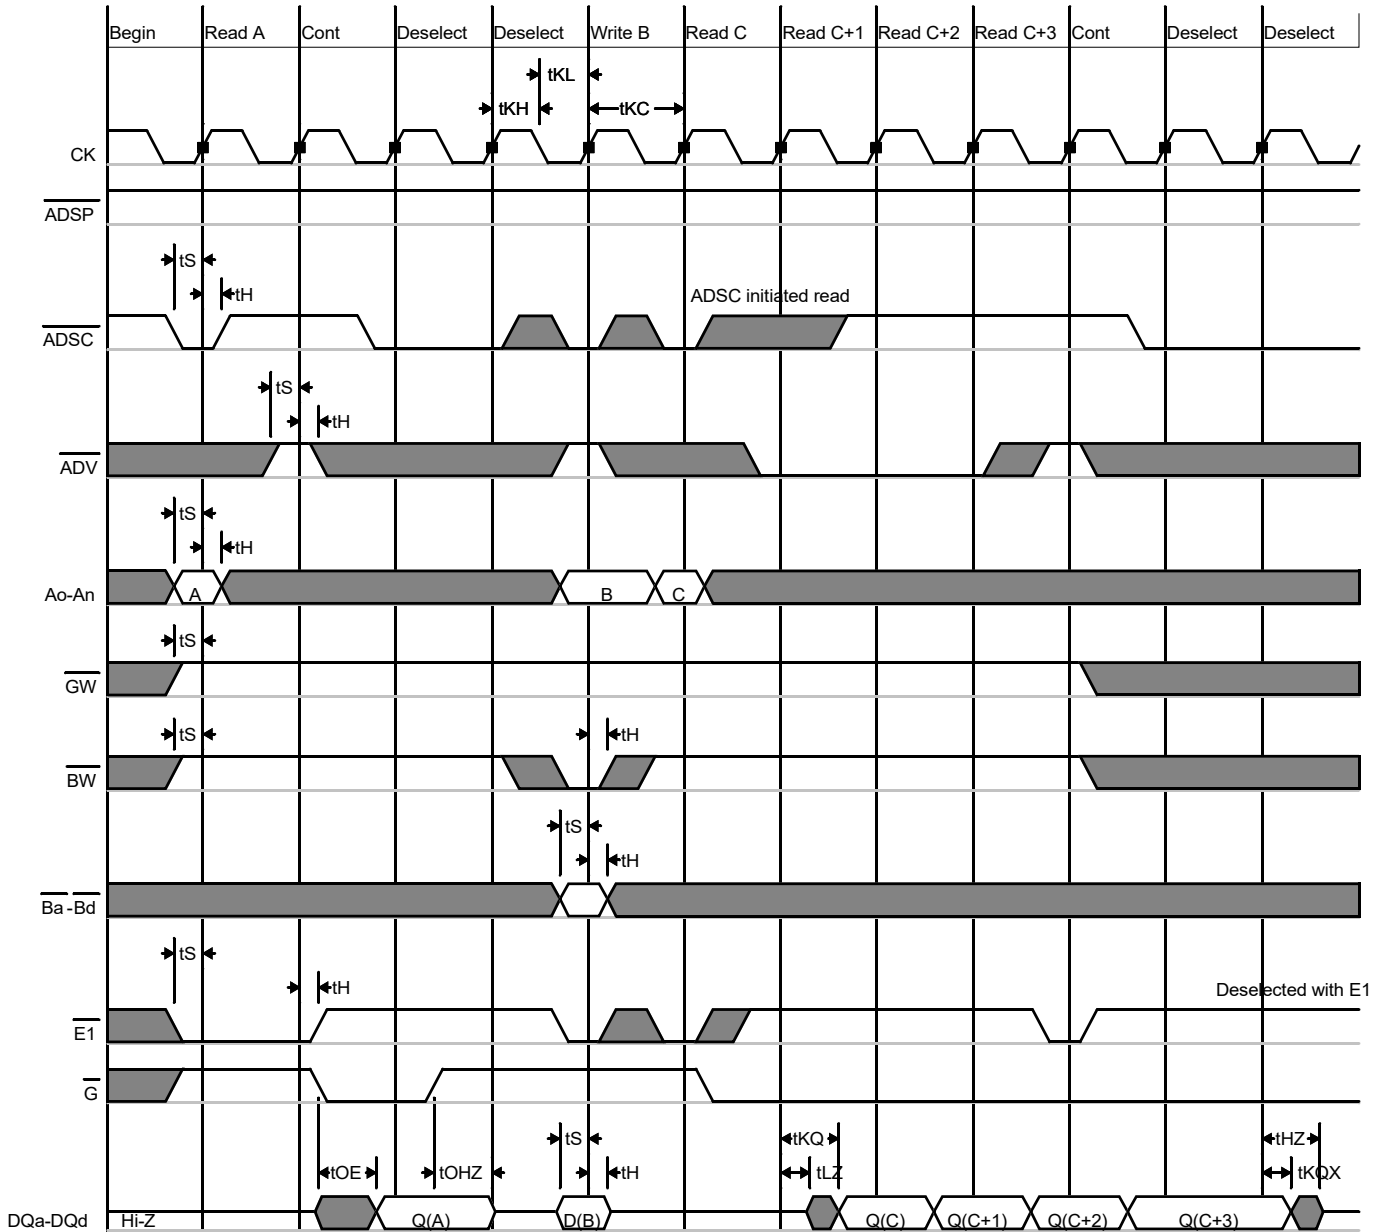 Begin Read A Cont Deselect Deselect Write B Read C Read C+1 Read C+2 Read C+3 Cont Deselect Deselect
tKL
tKH tKC
CK
ADSP
tS
tH
ADSC initiated read
ADSC
tS
tH
ADV
tS
tH
Ao-An A B C
tS
GW
tS tH
BW
tS
tH
Ba-Bd
tS
tH
Deselected with E1
E1
G
tS tKQ tHZ
tOE tOHZ tH tLZ tKQX
DQa-DQd Hi-Z Q(A) D(B) Q(C) Q(C+1) Q(C+2) Q(C+3)